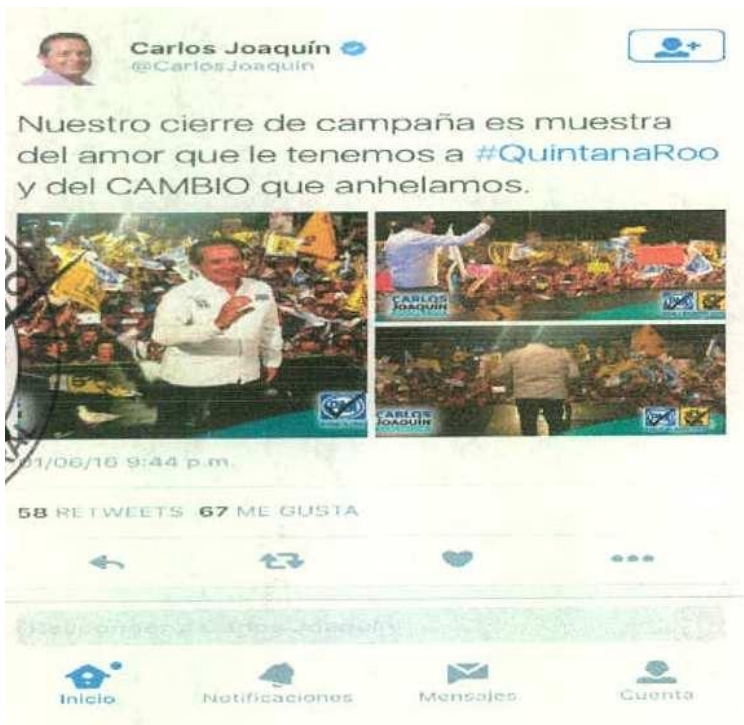 Carlos Joaquín
@CarlosJoaquin
Nuestro cierre de campaña es muestra
del amor que le tenemos a #QuintanaRoo
y del CAMBIO que anhelamos.
CARLOS
JOAQUÍN
PAN
CARLOS
JOAQUÍN
01/06/16 9:44 p.m.
58 RETWEETS 67 ME GUSTA
Inicio
Notificaciones
Mensajes
Cuenta